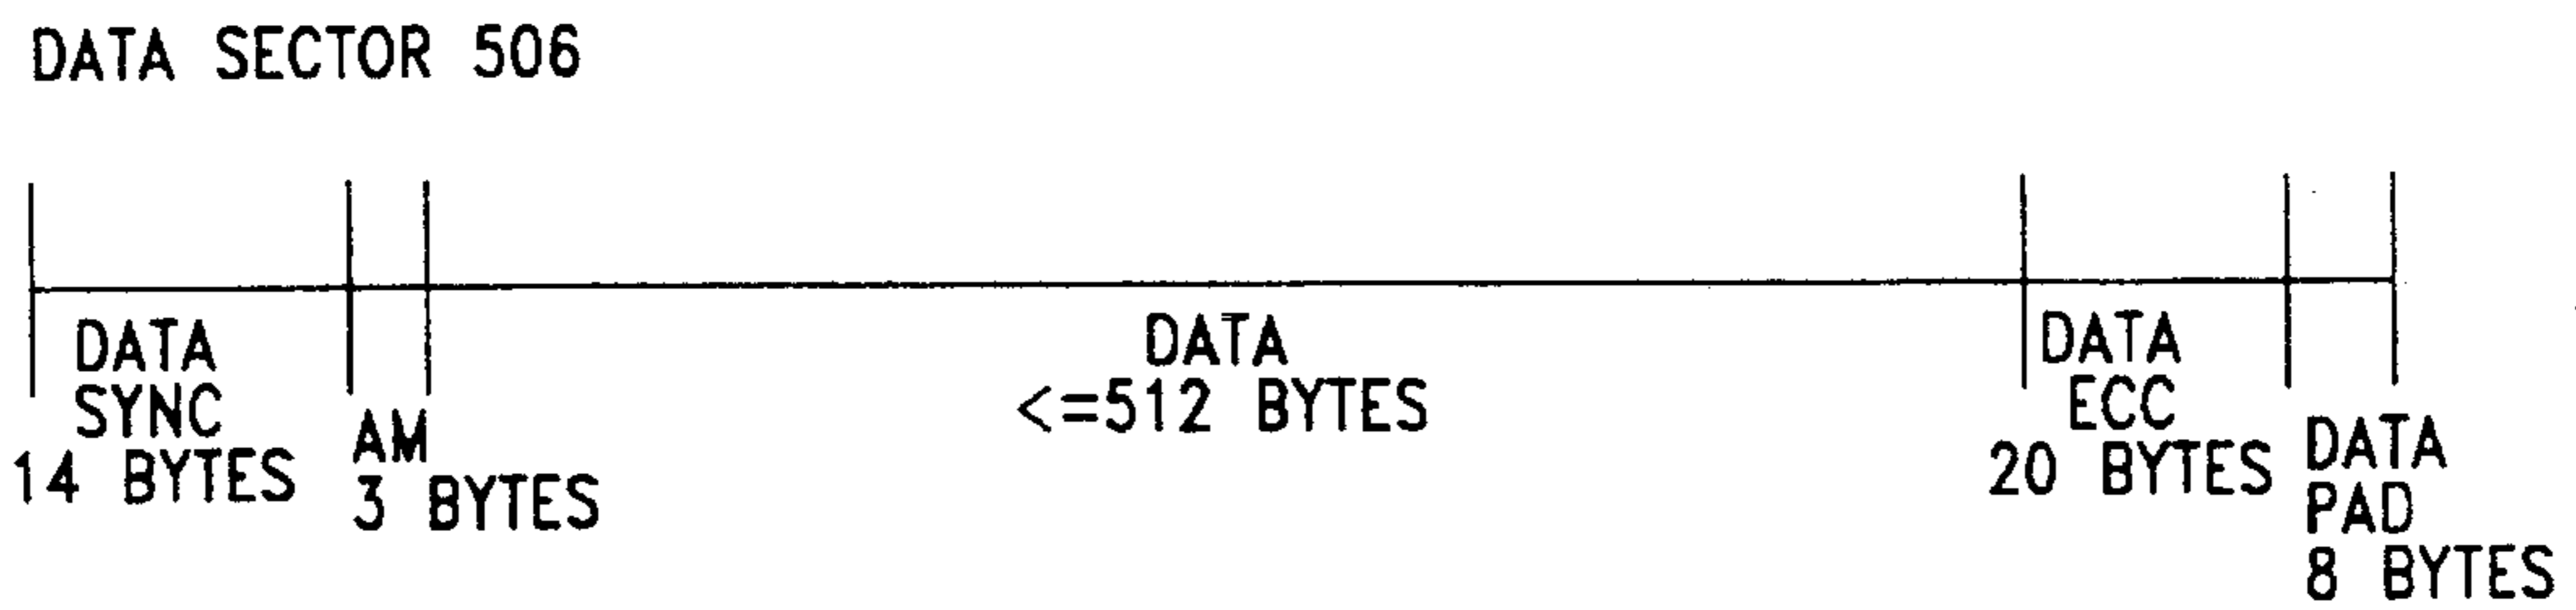 DATA SECTOR 506
DATA
SYNC
14 BYTES
AM
3 BYTES
DATA
<=512 BYTES
DATA
ECC
20 BYTES
DATA
PAD
8 BYTES